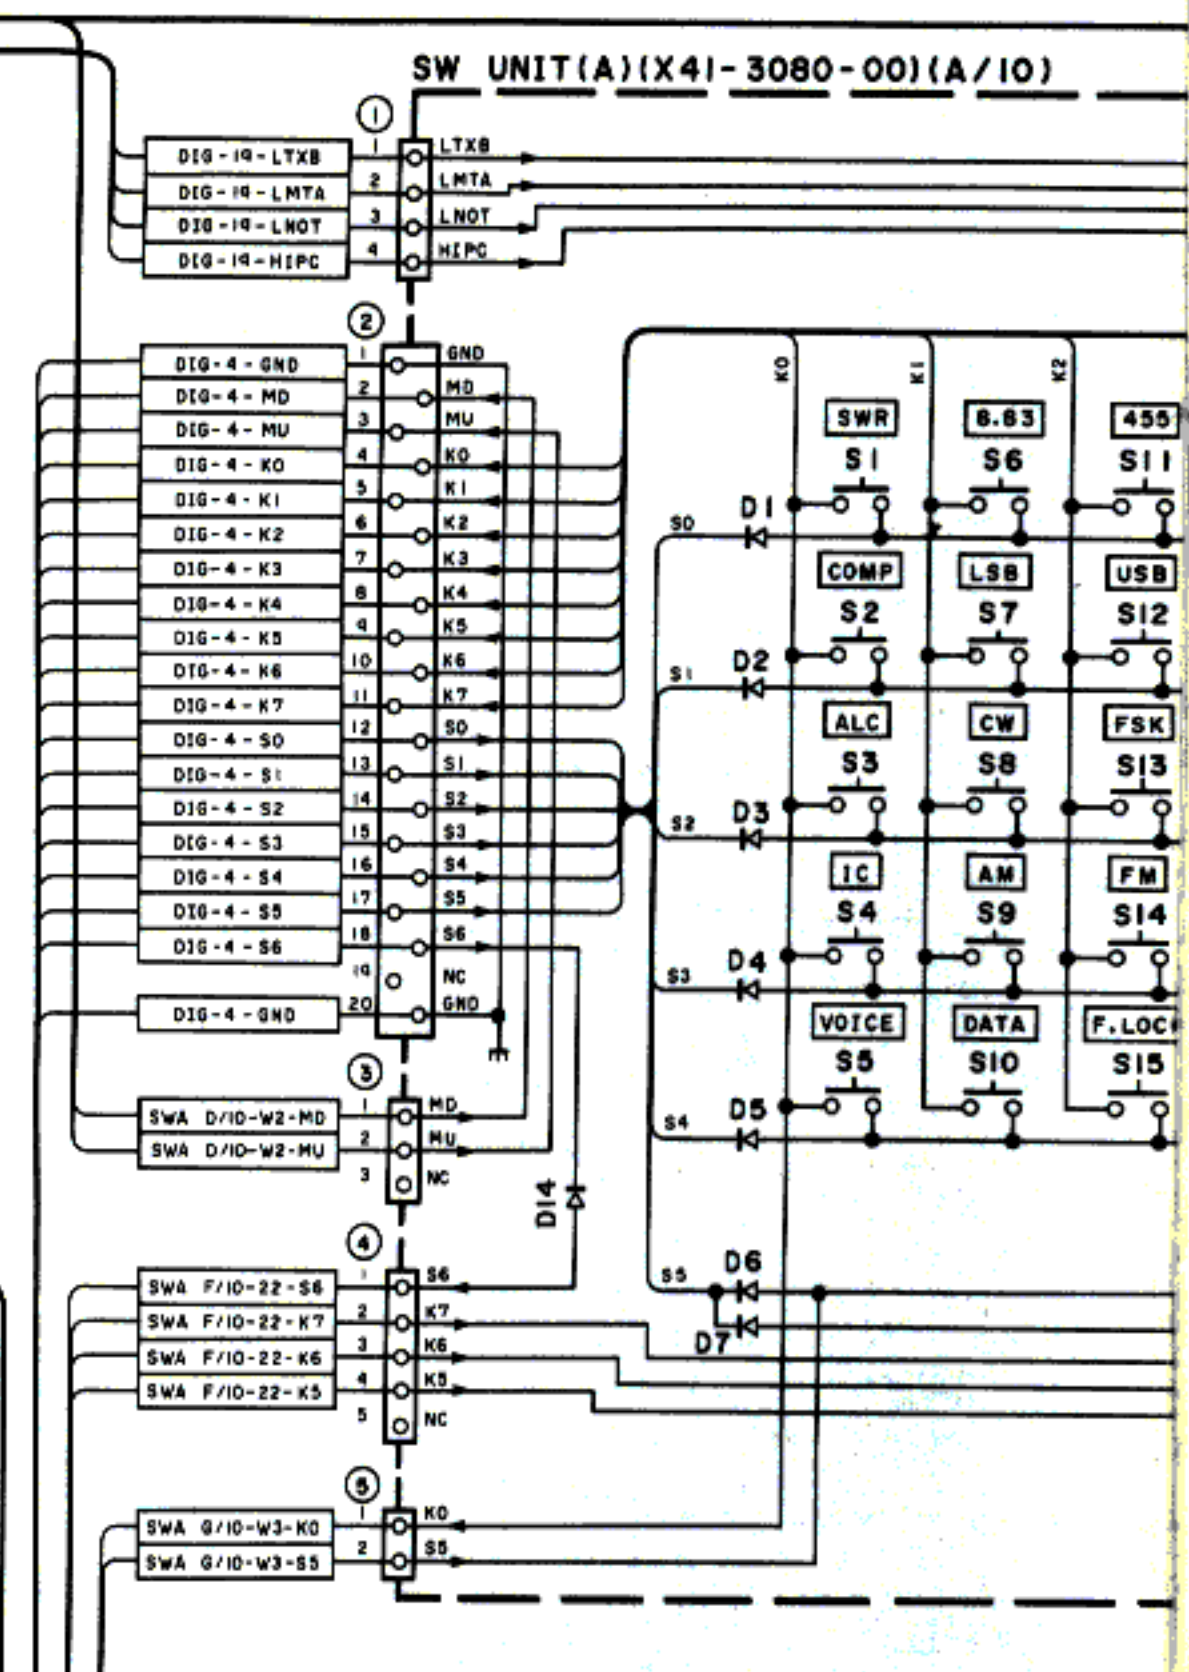 SW UNIT(A)(X41-3080-00)(A/10)
1
DIG-19-LTXB 1 LTXB
DIG-19-LMTA 2 LMTA
DIG-19-LNOT 3 LNOT
DIG-19-HIPC 4 HIPC
2
DIG-4-GND 1 GND
DIG-4-MD 2 MD
DIG-4-MU 3 MU
DIG-4-K0 4 K0
DIG-4-K1 5 K1
DIG-4-K2 6 K2
DIG-4-K3 7 K3
DIG-4-K4 8 K4
DIG-4-K5 9 K5
DIG-4-K6 10 K6
DIG-4-K7 11 K7
DIG-4-S0 12 S0
DIG-4-S1 13 S1
DIG-4-S2 14 S2
DIG-4-S3 15 S3
DIG-4-S4 16 S4
DIG-4-S5 17 S5
DIG-4-S6 18 S6
19 NC
DIG-4-GND 20 GND
3
SWA D/10-W2-MD 1 MD
SWA D/10-W2-MU 2 MU
3 NC
D14
4
SWA F/10-22-S6 1 S6
SWA F/10-22-K7 2 K7
SWA F/10-22-K6 3 K6
SWA F/10-22-K5 4 K5
5 NC
5
SWA G/10-W3-K0 1 K0
SWA G/10-W3-S5 2 S5
K0 K1 K2
SWR 8.83 455
S1 S6 S11
S0 D1
COMP LSB USB
S2 S7 S12
S1 D2
ALC CW FSK
S3 S8 S13
S2 D3
IC AM FM
S4 S9 S14
S3 D4
VOICE DATA F.LOC
S5 S10 S15
S4 D5
S5 D6
D7